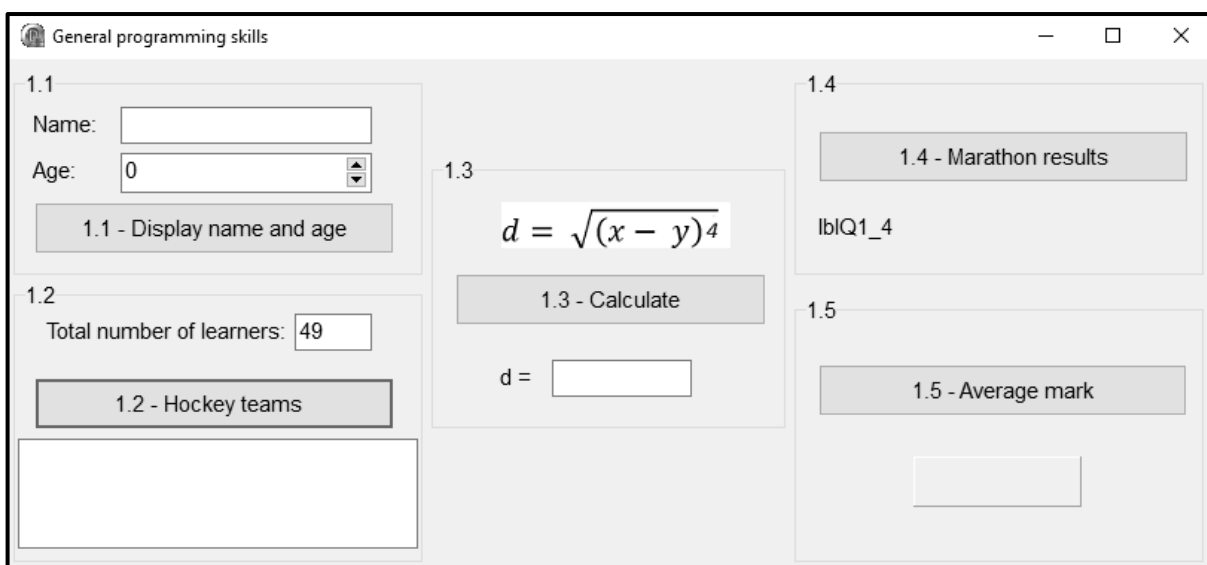 General programming skills
1.1
Name:
Age: 0
1.1 - Display name and age
1.2
Total number of learners: 49
1.2 - Hockey teams
1.3
d = √(x − y)⁴
1.3 - Calculate
d =
1.4
1.4 - Marathon results
lblQ1_4
1.5
1.5 - Average mark